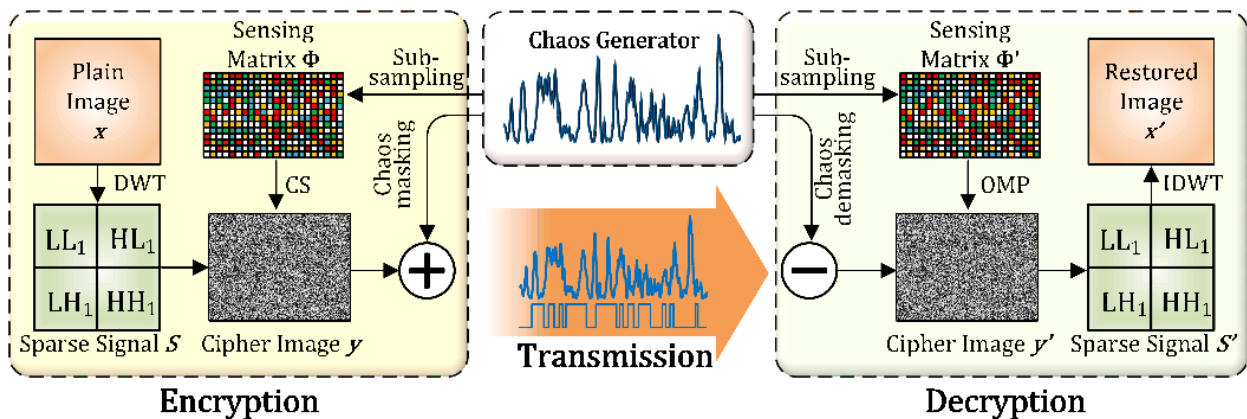 Plain
Image
x
DWT
LL1
HL1
LH1
HH1
Sparse Signal S
Sensing
Matrix Φ
CS
Cipher Image y
Sub-
sampling
Chaos
masking
Encryption
Chaos Generator
Transmission
Sub-
sampling
Chaos
demasking
Sensing
Matrix Φ'
OMP
Cipher Image y'
Restored
Image
x'
IDWT
LL1
HL1
LH1
HH1
Sparse Signal S'
Decryption